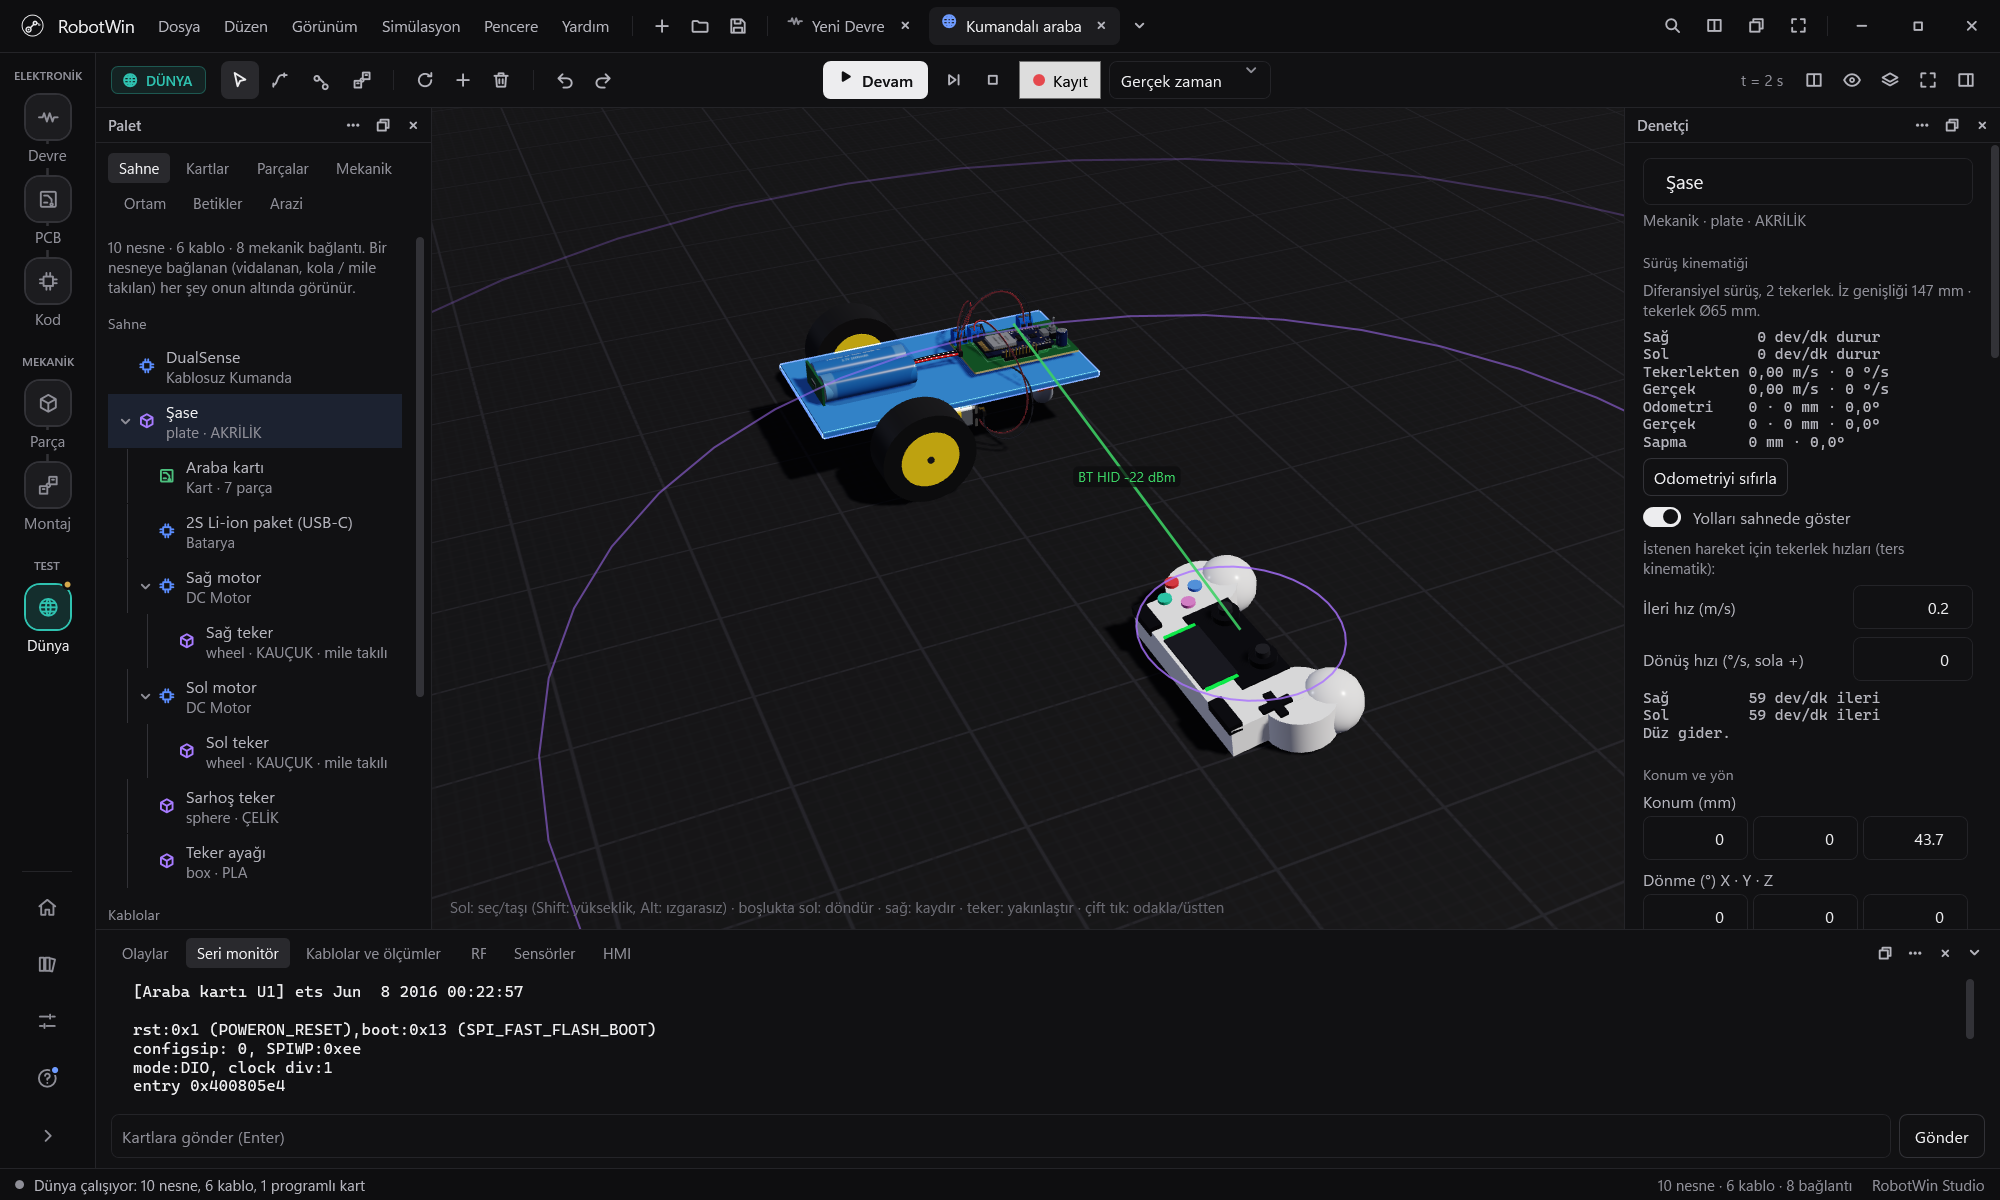 RobotWin Dosya Düzen Görünüm Simülasyon Pencere Yardım Yeni Devre Kumandalı araba
ELEKTRONİK
Devre
PCB
Kod
MEKANİK
Parça
Montaj
TEST
Dünya
DÜNYA Devam Kayıt Gerçek zaman t = 2 s
Palet
Sahne Kartlar Parçalar Mekanik
Ortam Betikler Arazi
10 nesne · 6 kablo · 8 mekanik bağlantı. Bir
nesneye bağlanan (vidalanan, kola / mile
takılan) her şey onun altında görünür.
Sahne
DualSense
Kablosuz Kumanda
Şase
plate · AKRİLİK
Araba kartı
Kart · 7 parça
2S Li-ion paket (USB-C)
Batarya
Sağ motor
DC Motor
Sağ teker
wheel · KAUÇUK · mile takılı
Sol motor
DC Motor
Sol teker
wheel · KAUÇUK · mile takılı
Sarhoş teker
sphere · ÇELİK
Teker ayağı
box · PLA
Kablolar
BT HID -22 dBm
Sol: seç/taşı (Shift: yükseklik, Alt: ızgarasız) · boşlukta sol: döndür · sağ: kaydır · teker: yakınlaştır · çift tık: odakla/üstten
Denetçi
Şase
Mekanik · plate · AKRİLİK
Sürüş kinematiği
Diferansiyel sürüş, 2 tekerlek. İz genişliği 147 mm ·
tekerlek Ø65 mm.
Sağ 0 dev/dk durur
Sol 0 dev/dk durur
Tekerlekten 0,00 m/s · 0 °/s
Gerçek 0,00 m/s · 0 °/s
Odometri 0 · 0 mm · 0,0°
Gerçek 0 · 0 mm · 0,0°
Sapma 0 mm · 0,0°
Odometriyi sıfırla
Yolları sahnede göster
İstenen hareket için tekerlek hızları (ters
kinematik):
İleri hız (m/s) 0.2
Dönüş hızı (°/s, sola +) 0
Sağ 59 dev/dk ileri
Sol 59 dev/dk ileri
Düz gider.
Konum ve yön
Konum (mm)
0 0 43.7
Dönme (°) X · Y · Z
0 0 0
Olaylar Seri monitör Kablolar ve ölçümler RF Sensörler HMI
[Araba kartı U1] ets Jun  8 2016 00:22:57
rst:0x1 (POWERON_RESET),boot:0x13 (SPI_FAST_FLASH_BOOT)
configsip: 0, SPIWP:0xee
mode:DIO, clock div:1
entry 0x400805e4
Kartlara gönder (Enter) Gönder
Dünya çalışıyor: 10 nesne, 6 kablo, 1 programlı kart 10 nesne · 6 kablo · 8 bağlantı RobotWin Studio